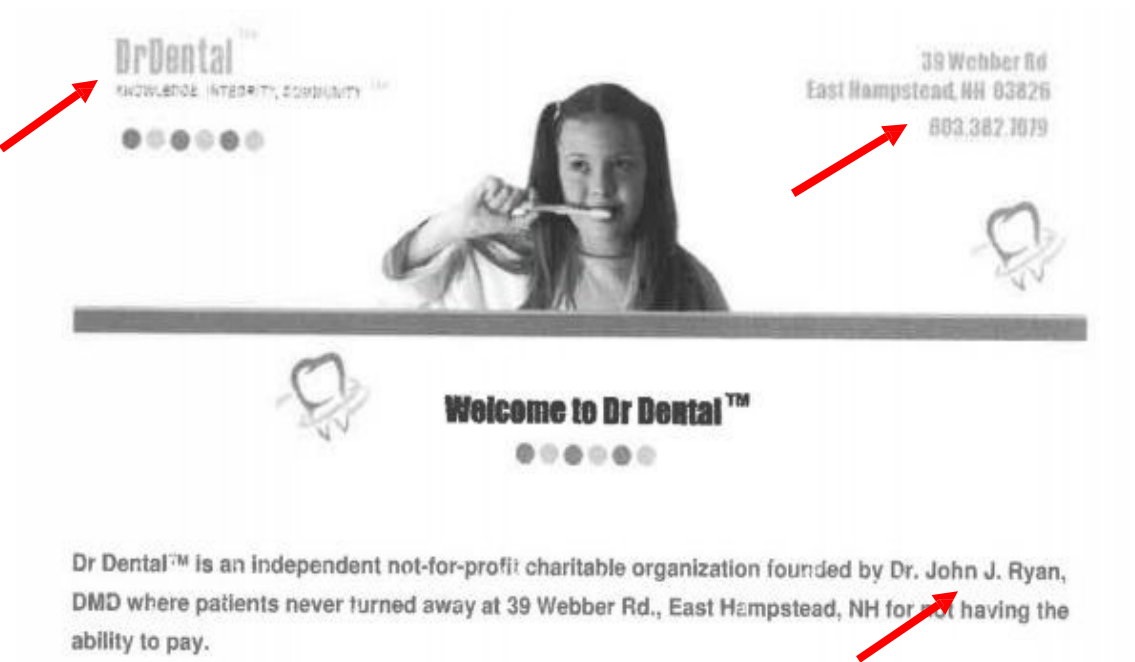 DrDental™
KNOWLEDGE, INTEGRITY, COMMUNITY ™
39 Webber Rd
East Hampstead, NH 03826
603.382.7079
Welcome to Dr Dental™
Dr Dental™ is an independent not-for-profit charitable organization founded by Dr. John J. Ryan,
DMD where patients never turned away at 39 Webber Rd., East Hampstead, NH for not having the
ability to pay.